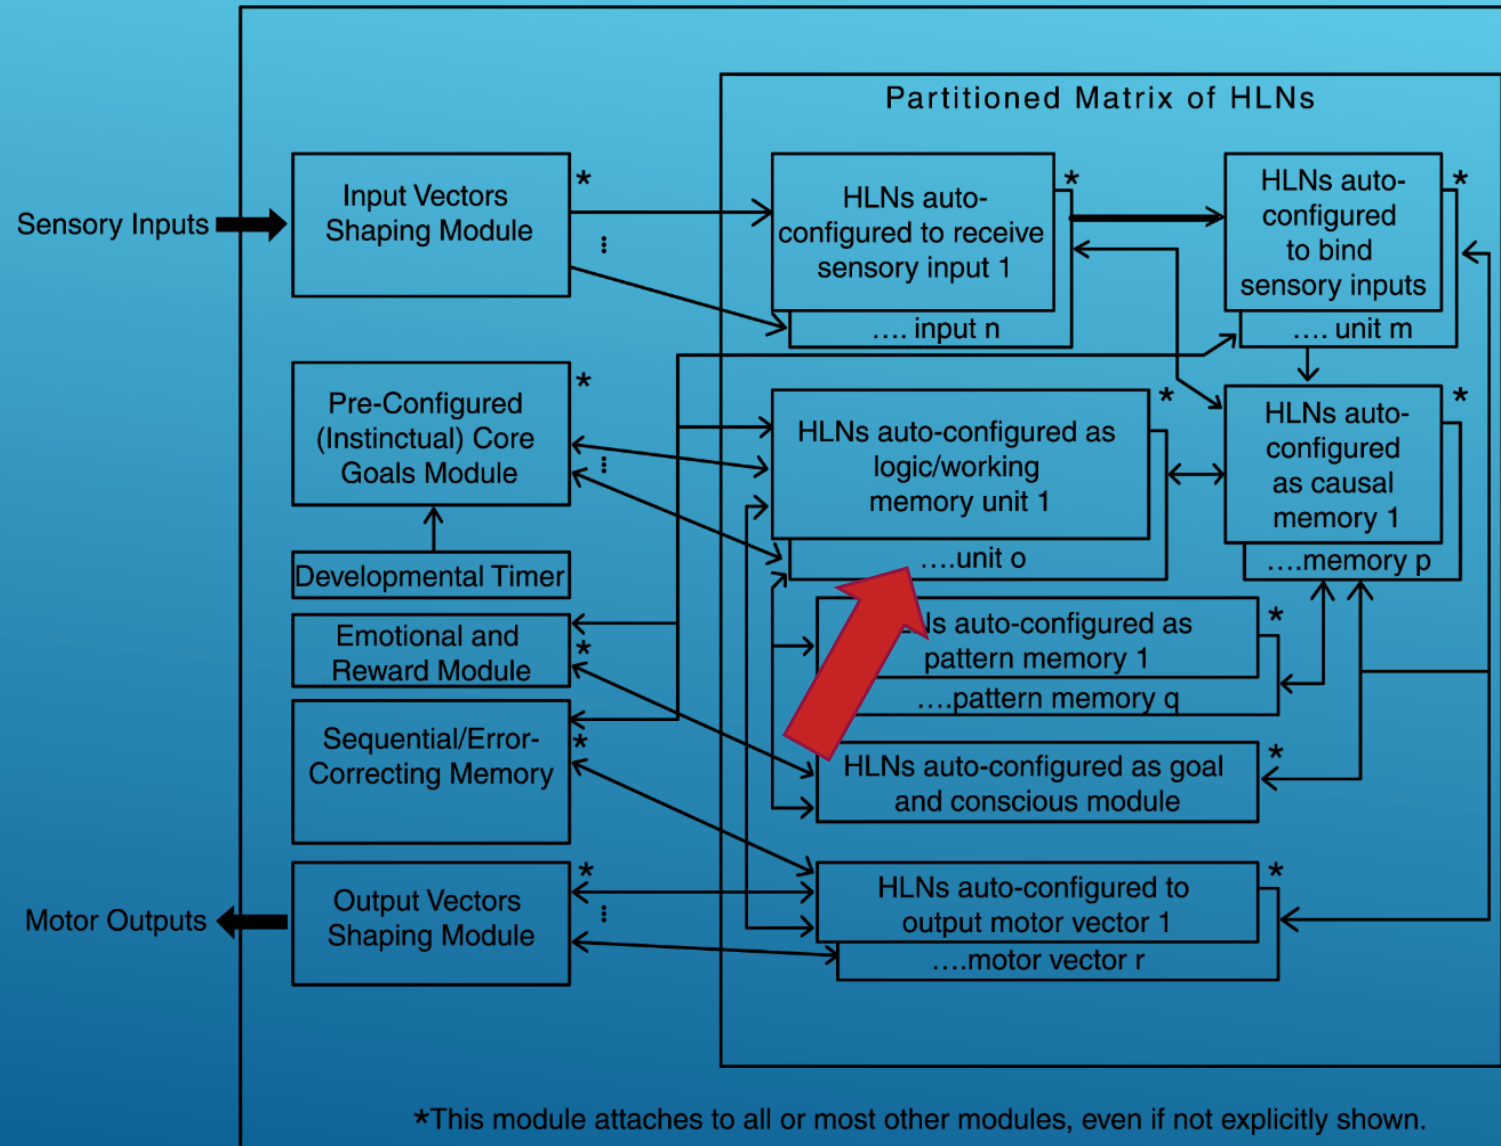 Partitioned Matrix of HLNs
Sensory Inputs
Input Vectors
Shaping Module
*
HLNs auto-
configured to receive
sensory input 1
*
.... input n
HLNs auto-
configured
to bind
sensory inputs
*
.... unit m
Pre-Configured
(Instinctual) Core
Goals Module
*
HLNs auto-configured as
logic/working
memory unit 1
*
....unit o
HLNs auto-
configured
as causal
memory 1
*
....memory p
Developmental Timer
Emotional and
Reward Module
*
auto-configured as
pattern memory 1
*
....pattern memory q
Sequential/Error-
Correcting Memory
*
HLNs auto-configured as goal
and conscious module
*
Motor Outputs
Output Vectors
Shaping Module
*
HLNs auto-configured to
output motor vector 1
*
....motor vector r
*This module attaches to all or most other modules, even if not explicitly shown.